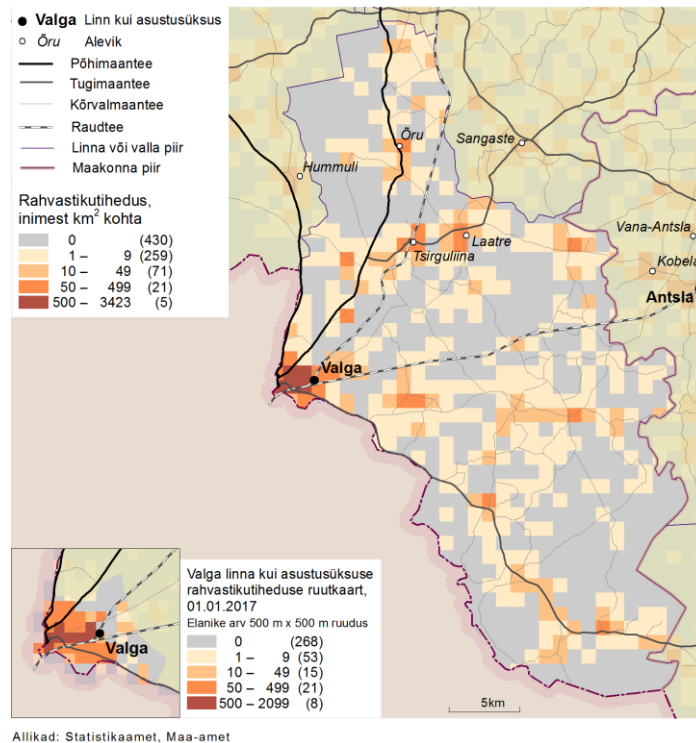 Valga Linn kui asustusüksus
Õru Alevik
Põhimaantee
Tugimaantee
Kõrvalmaantee
Raudtee
Linna või valla piir
Maakonna piir
Rahvastikutihedus,
inimest km² kohta
0 (430)
1 – 9 (259)
10 – 49 (71)
50 – 499 (21)
500 – 3423 (5)
Õru
Sangaste
Hummuli
Vana-Antsla
Laatre
Tsirguliina
Kobela
Antsla
Valga
Valga
Valga linna kui asustusüksuse
rahvastikutiheduse ruutkaart,
01.01.2017
Elanike arv 500 m x 500 m ruudus
0 (268)
1 – 9 (53)
10 – 49 (15)
50 – 499 (21)
500 – 2099 (8)
5km
Allikad: Statistikaamet, Maa-amet